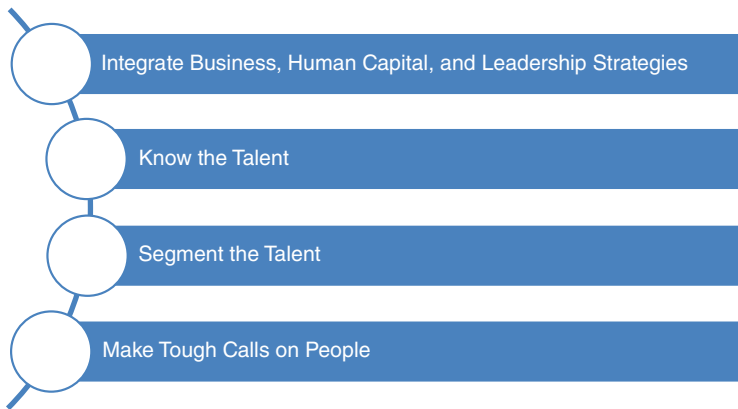 Integrate Business, Human Capital, and Leadership Strategies
Know the Talent
Segment the Talent
Make Tough Calls on People